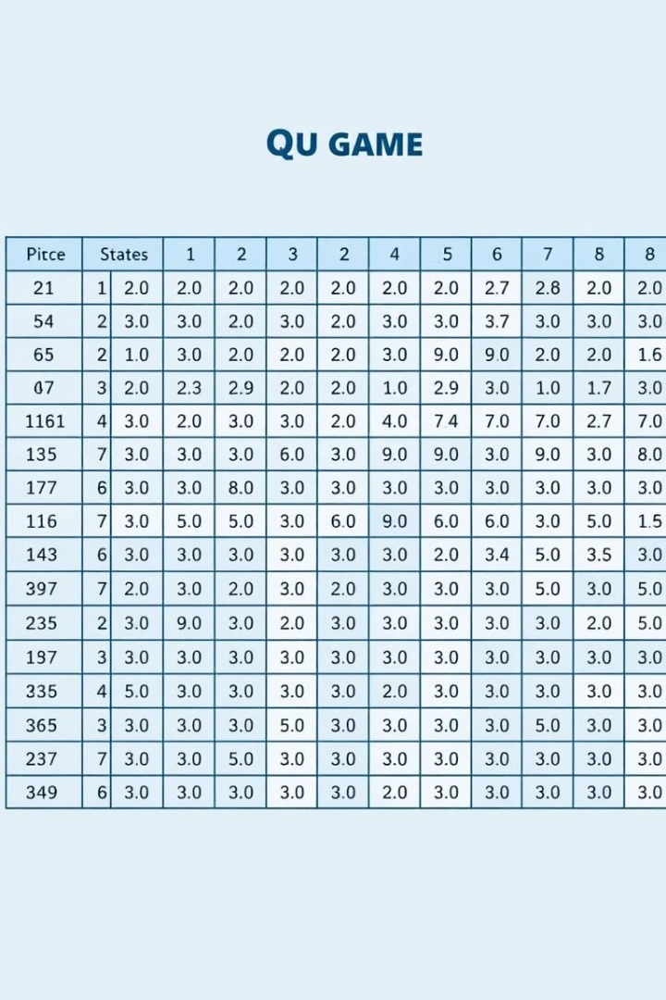 QU GAME
Pitce States 1 2 3 2 4 5 6 7 8 8
21 1 2.0 2.0 2.0 2.0 2.0 2.0 2.0 2.7 2.8 2.0 2.0
54 2 3.0 3.0 2.0 3.0 2.0 3.0 3.0 3.7 3.0 3.0 3.0
65 2 1.0 3.0 2.0 2.0 2.0 3.0 9.0 9.0 2.0 2.0 1.6
07 3 2.0 2.3 2.9 2.0 2.0 1.0 2.9 3.0 1.0 1.7 3.0
1161 4 3.0 2.0 3.0 3.0 2.0 4.0 7.4 7.0 7.0 2.7 7.0
135 7 3.0 3.0 3.0 6.0 3.0 9.0 9.0 3.0 9.0 3.0 8.0
177 6 3.0 3.0 8.0 3.0 3.0 3.0 3.0 3.0 3.0 3.0 3.0
116 7 3.0 5.0 5.0 3.0 6.0 9.0 6.0 6.0 3.0 5.0 1.5
143 6 3.0 3.0 3.0 3.0 3.0 3.0 2.0 3.4 5.0 3.5 3.0
397 7 2.0 3.0 2.0 3.0 2.0 3.0 3.0 3.0 5.0 3.0 5.0
235 2 3.0 9.0 3.0 2.0 3.0 3.0 3.0 3.0 3.0 2.0 5.0
197 3 3.0 3.0 3.0 3.0 3.0 3.0 3.0 3.0 3.0 3.0 3.0
335 4 5.0 3.0 3.0 3.0 3.0 2.0 3.0 3.0 3.0 3.0 3.0
365 3 3.0 3.0 3.0 5.0 3.0 3.0 3.0 3.0 5.0 3.0 3.0
237 7 3.0 3.0 5.0 3.0 3.0 3.0 3.0 3.0 3.0 3.0 3.0
349 6 3.0 3.0 3.0 3.0 3.0 2.0 3.0 3.0 3.0 3.0 3.0